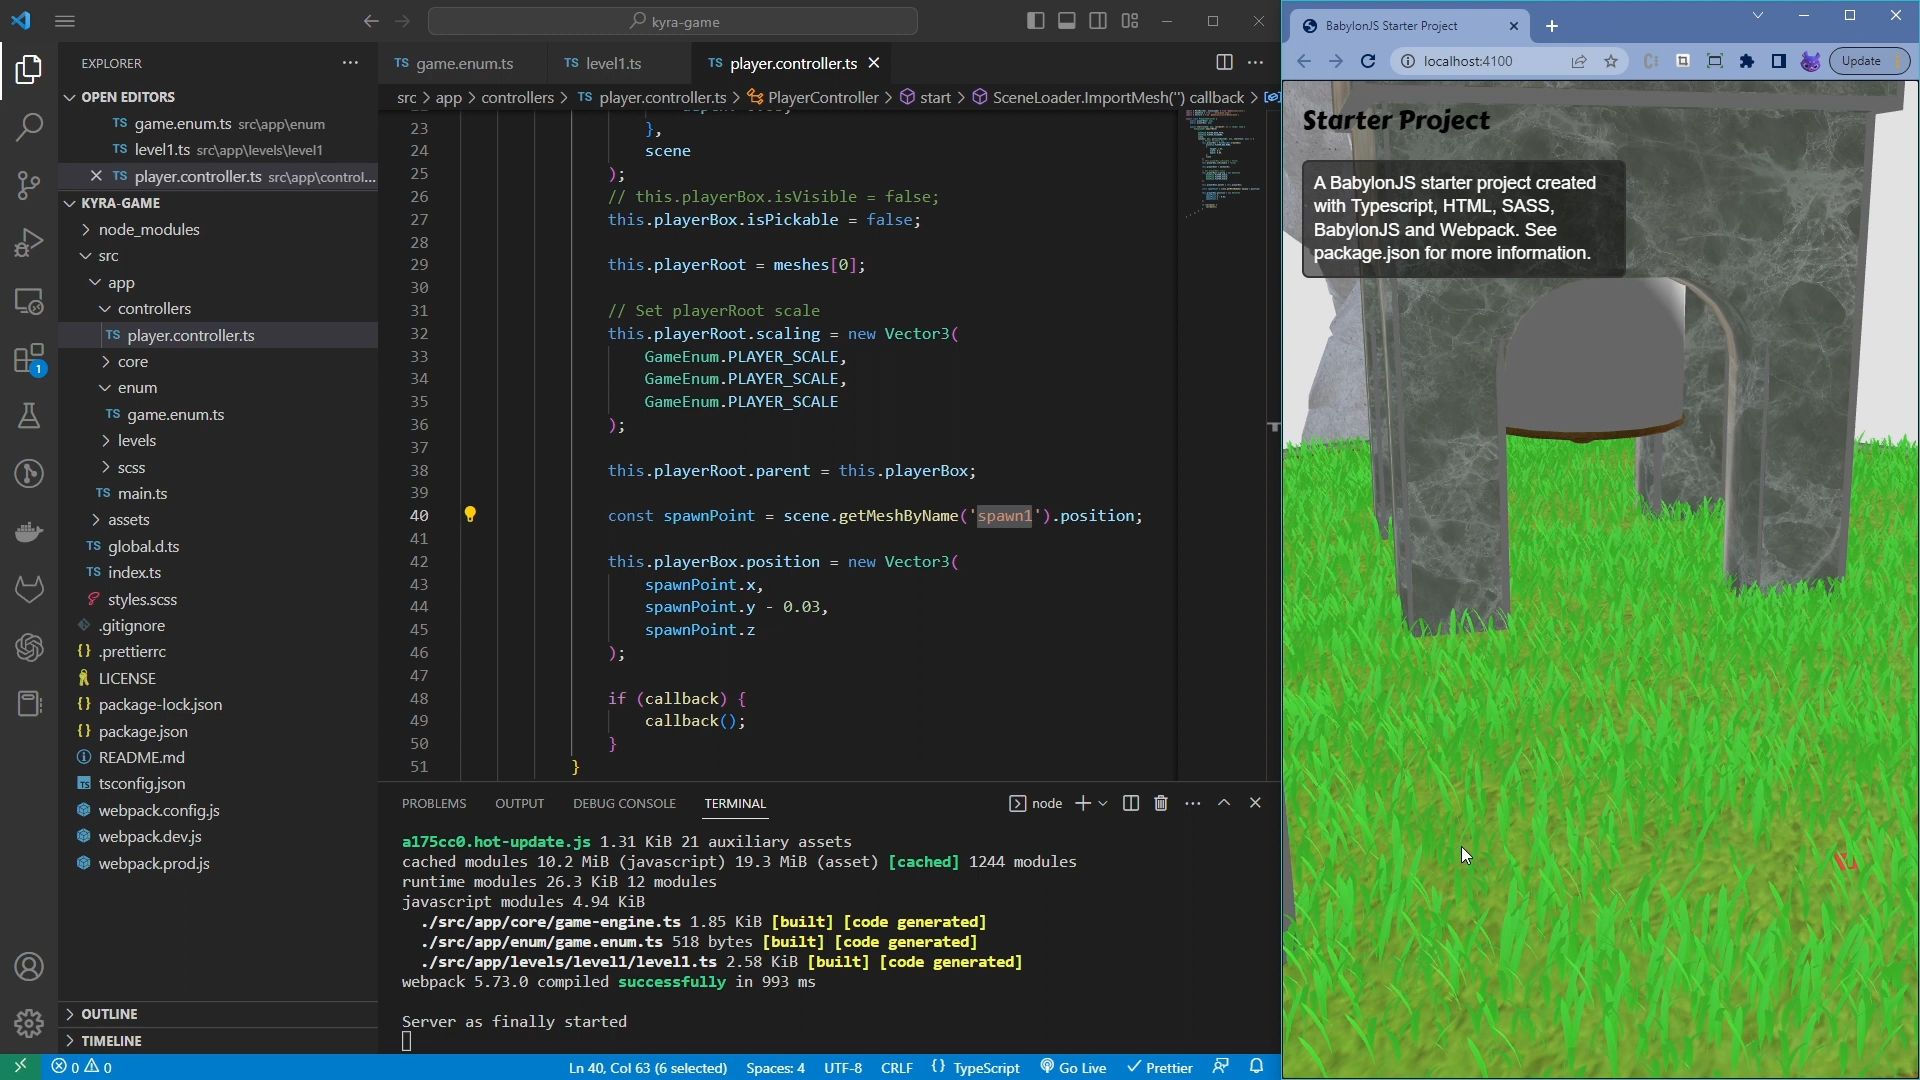 kyra-game
EXPLORER
OPEN EDITORS
TS game.enum.ts src\app\enum
TS level1.ts src\app\levels\level1
TS player.controller.ts src\app\control...
KYRA-GAME
node_modules
src
app
controllers
TS player.controller.ts
core
enum
TS game.enum.ts
levels
scss
TS main.ts
assets
TS global.d.ts
TS index.ts
styles.scss
.gitignore
{} .prettierrc
LICENSE
{} package-lock.json
{} package.json
README.md
TS tsconfig.json
webpack.config.js
webpack.dev.js
webpack.prod.js
OUTLINE
TIMELINE
1
TS game.enum.ts TS level1.ts TS player.controller.ts
src > app > controllers > TS player.controller.ts > PlayerController > start > SceneLoader.ImportMesh('') callback >
23 },
24 scene
25 );
26 // this.playerBox.isVisible = false;
27 this.playerBox.isPickable = false;
28
29 this.playerRoot = meshes[0];
30
31 // Set playerRoot scale
32 this.playerRoot.scaling = new Vector3(
33 GameEnum.PLAYER_SCALE,
34 GameEnum.PLAYER_SCALE,
35 GameEnum.PLAYER_SCALE
36 );
37
38 this.playerRoot.parent = this.playerBox;
39
40 const spawnPoint = scene.getMeshByName('spawn1').position;
41
42 this.playerBox.position = new Vector3(
43 spawnPoint.x,
44 spawnPoint.y - 0.03,
45 spawnPoint.z
46 );
47
48 if (callback) {
49 callback();
50 }
51 }
PROBLEMS OUTPUT DEBUG CONSOLE TERMINAL node
a175cc0.hot-update.js 1.31 KiB 21 auxiliary assets
cached modules 10.2 MiB (javascript) 19.3 MiB (asset) [cached] 1244 modules
runtime modules 26.3 KiB 12 modules
javascript modules 4.94 KiB
./src/app/core/game-engine.ts 1.85 KiB [built] [code generated]
./src/app/enum/game.enum.ts 518 bytes [built] [code generated]
./src/app/levels/level1/level1.ts 2.58 KiB [built] [code generated]
webpack 5.73.0 compiled successfully in 993 ms
Server as finally started
0 0 Ln 40, Col 63 (6 selected) Spaces: 4 UTF-8 CRLF {} TypeScript Go Live Prettier
BabylonJS Starter Project
localhost:4100 Update
Starter Project
A BabylonJS starter project created
with Typescript, HTML, SASS,
BabylonJS and Webpack. See
package.json for more information.